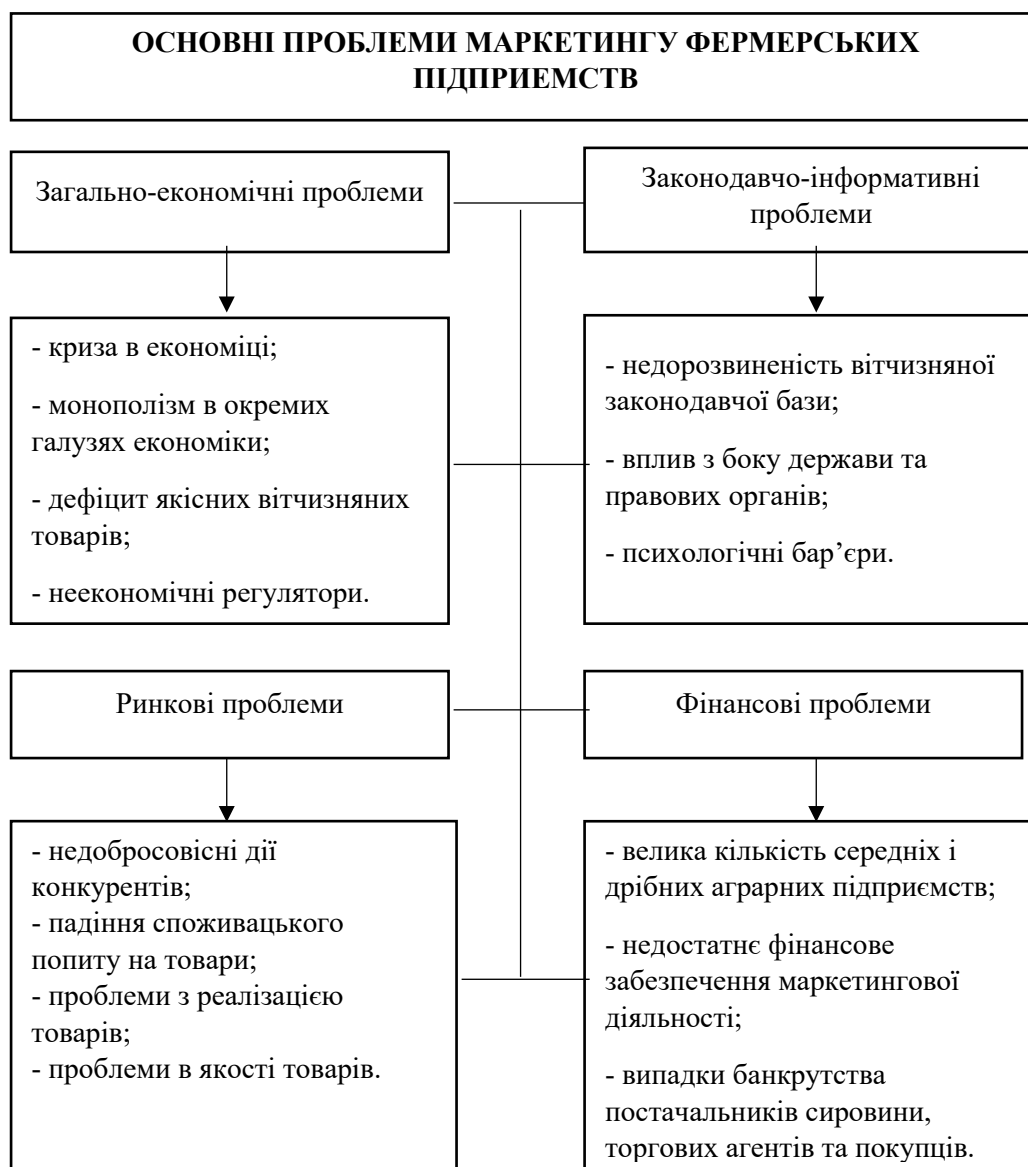 ОСНОВНІ ПРОБЛЕМИ МАРКЕТИНГУ ФЕРМЕРСЬКИХ
ПІДПРИЕМСТВ
Загально-економічні проблеми
Законодавчо-інформативні
проблеми
- криза в економіці;
- монополізм в окремих
галузях економіки;
- дефіцит якісних вітчизняних
товарів;
- неекономічні регулятори.
- недорозвиненість вітчизняної
законодавчої бази;
- вплив з боку держави та
правових органів;
- психологічні бар’єри.
Ринкові проблеми
Фінансові проблеми
- недобросовісні дії
конкурентів;
- падіння споживацького
попиту на товари;
- проблеми з реалізацією
товарів;
- проблеми в якості товарів.
- велика кількість середніх і
дрібних аграрних підприємств;
- недостатнє фінансове
забезпечення маркетингової
діяльності;
- випадки банкрутства
постачальників сировини,
торгових агентів та покупців.